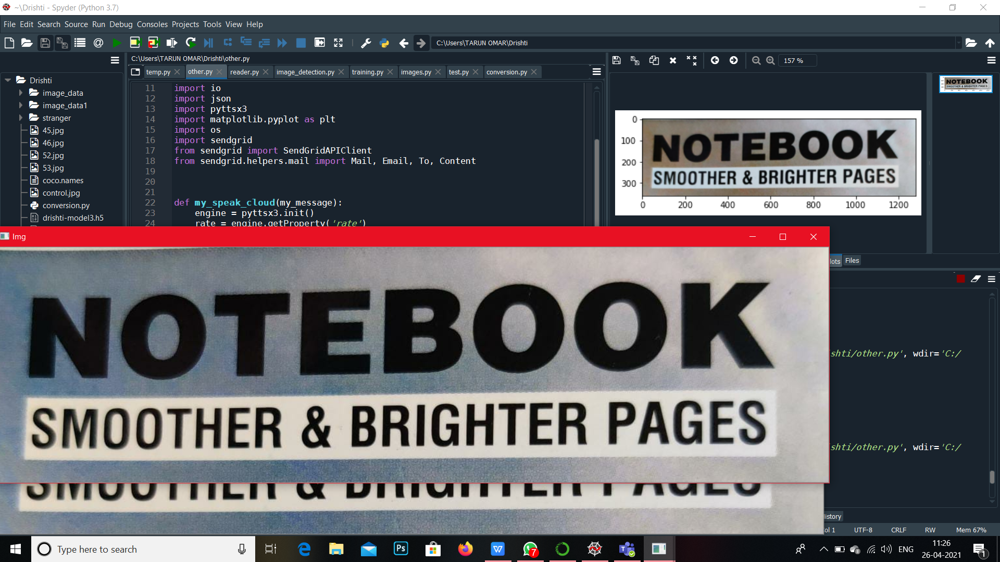 ~\Drishti - Spyder (Python 3.7)
File Edit Search Source Run Debug Consoles Projects Tools View Help
C:\Users\TARUN OMAR\Drishti
C:\Users\TARUN OMAR\Drishti\other.py
temp.py other.py reader.py image_detection.py training.py images.py test.py conversion.py
157 %
Drishti
image_data
image_data1
stranger
45.jpg
46.jpg
52.jpg
53.jpg
coco.names
control.jpg
conversion.py
drishti-model3.h5
11 import io
12 import json
13 import pyttsx3
14 import matplotlib.pyplot as plt
15 import os
16 import sendgrid
17 from sendgrid import SendGridAPIClient
18 from sendgrid.helpers.mail import Mail, Email, To, Content
19
20
21
22 def my_speak_cloud(my_message):
23 engine = pyttsx3.init()
24 rate = engine.getProperty('rate')
NOTEBOOK
SMOOTHER & BRIGHTER PAGES
0
100
200
300
0 200 400 600 800 1000 1200
NOTEBOOK
SMOOTHER & BRIGHTER PAGES
lots Files
Img
NOTEBOOK
SMOOTHER & BRIGHTER PAGES
SMOOTHER & BRIGHTER PAGES
shti/other.py', wdir='C:/
shti/other.py', wdir='C:/
istory
ol 1 UTF-8 CRLF RW Mem 67%
Type here to search
Ps
W
7
ENG
11:26
26-04-2021
1